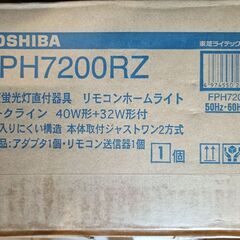 OSHIBA
東芝ライテック
PH7200RZ
蛍光灯直付器具 リモコンホームライト
クライン 40W形+32W形付
入りにくい構造 本体取付ジャストワン2方式
品:アダプタ1個・リモコン送信器1個
1個
FPH720
50Hz・60H